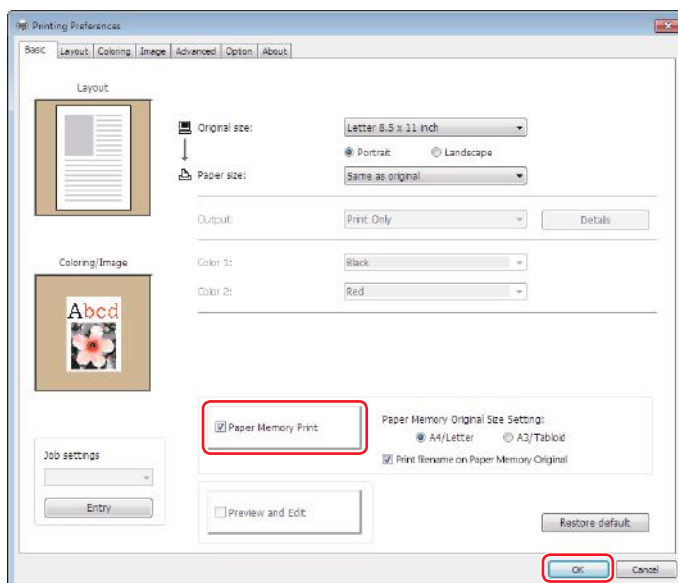 Printing Preferences
Basic Layout Coloring Image Advanced Option About
Layout
Original size: Letter 8.5 x 11 inch
Portrait Landscape
Paper size: Same as original
Output: Print Only Details
Coloring/Image
Color 1: Black
Color 2: Red
Abcd
Paper Memory Print
Paper Memory Original Size Setting:
A4/Letter A3/Tabloid
Print filename on Paper Memory Original
Job settings
Entry
Preview and Edit
Restore default
OK Cancel